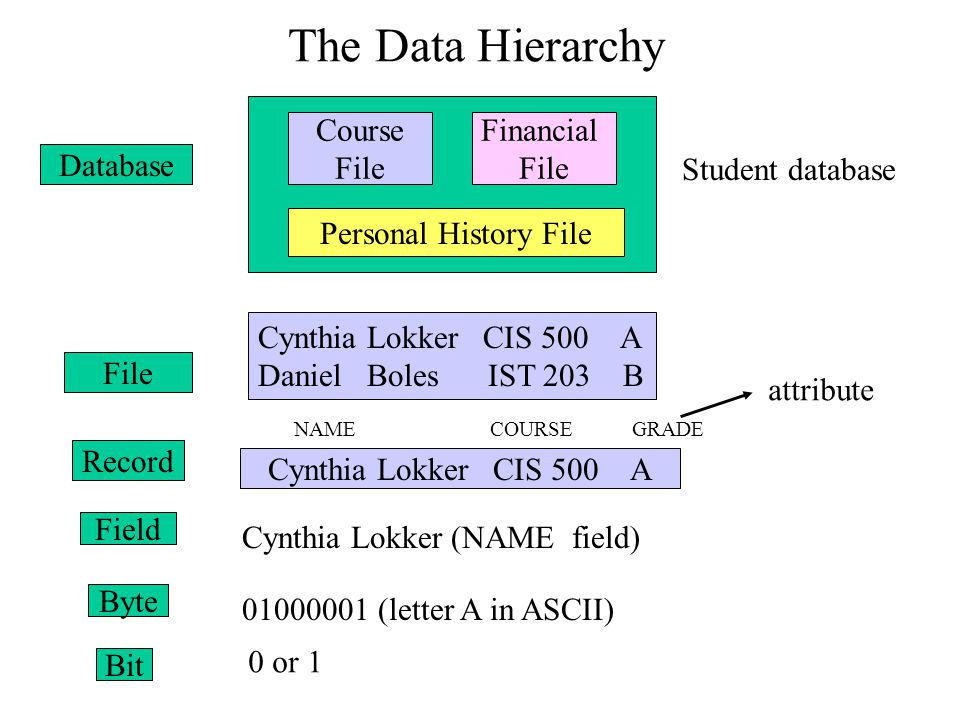 The Data Hierarchy
Database
Course
File
Financial
File
Personal History File
Student database
File
Cynthia Lokker CIS 500 A
Daniel Boles IST 203 B
attribute
NAME COURSE GRADE
Record
Cynthia Lokker CIS 500 A
Field
Cynthia Lokker (NAME field)
Byte
01000001 (letter A in ASCII)
Bit
0 or 1